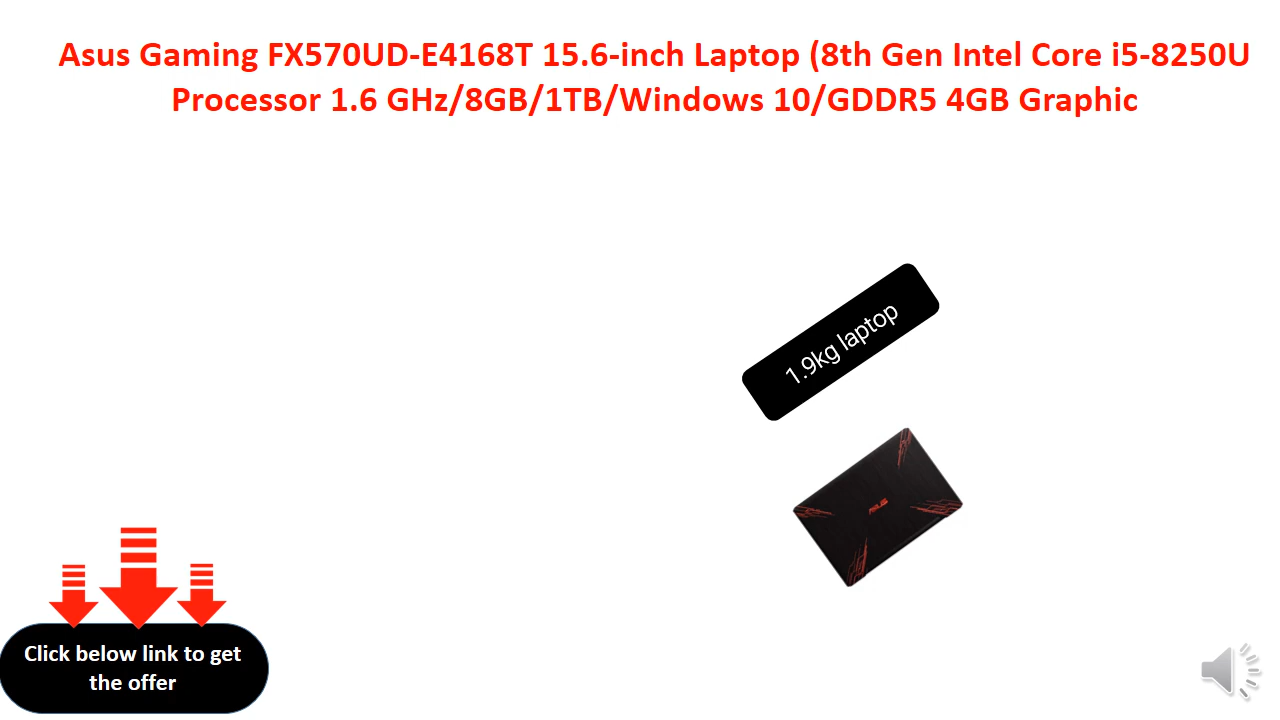 Asus Gaming FX570UD-E4168T 15.6-inch Laptop (8th Gen Intel Core i5-8250U
Processor 1.6 GHz/8GB/1TB/Windows 10/GDDR5 4GB Graphic
1.9kg laptop
ASUS
Click below link to get
the offer